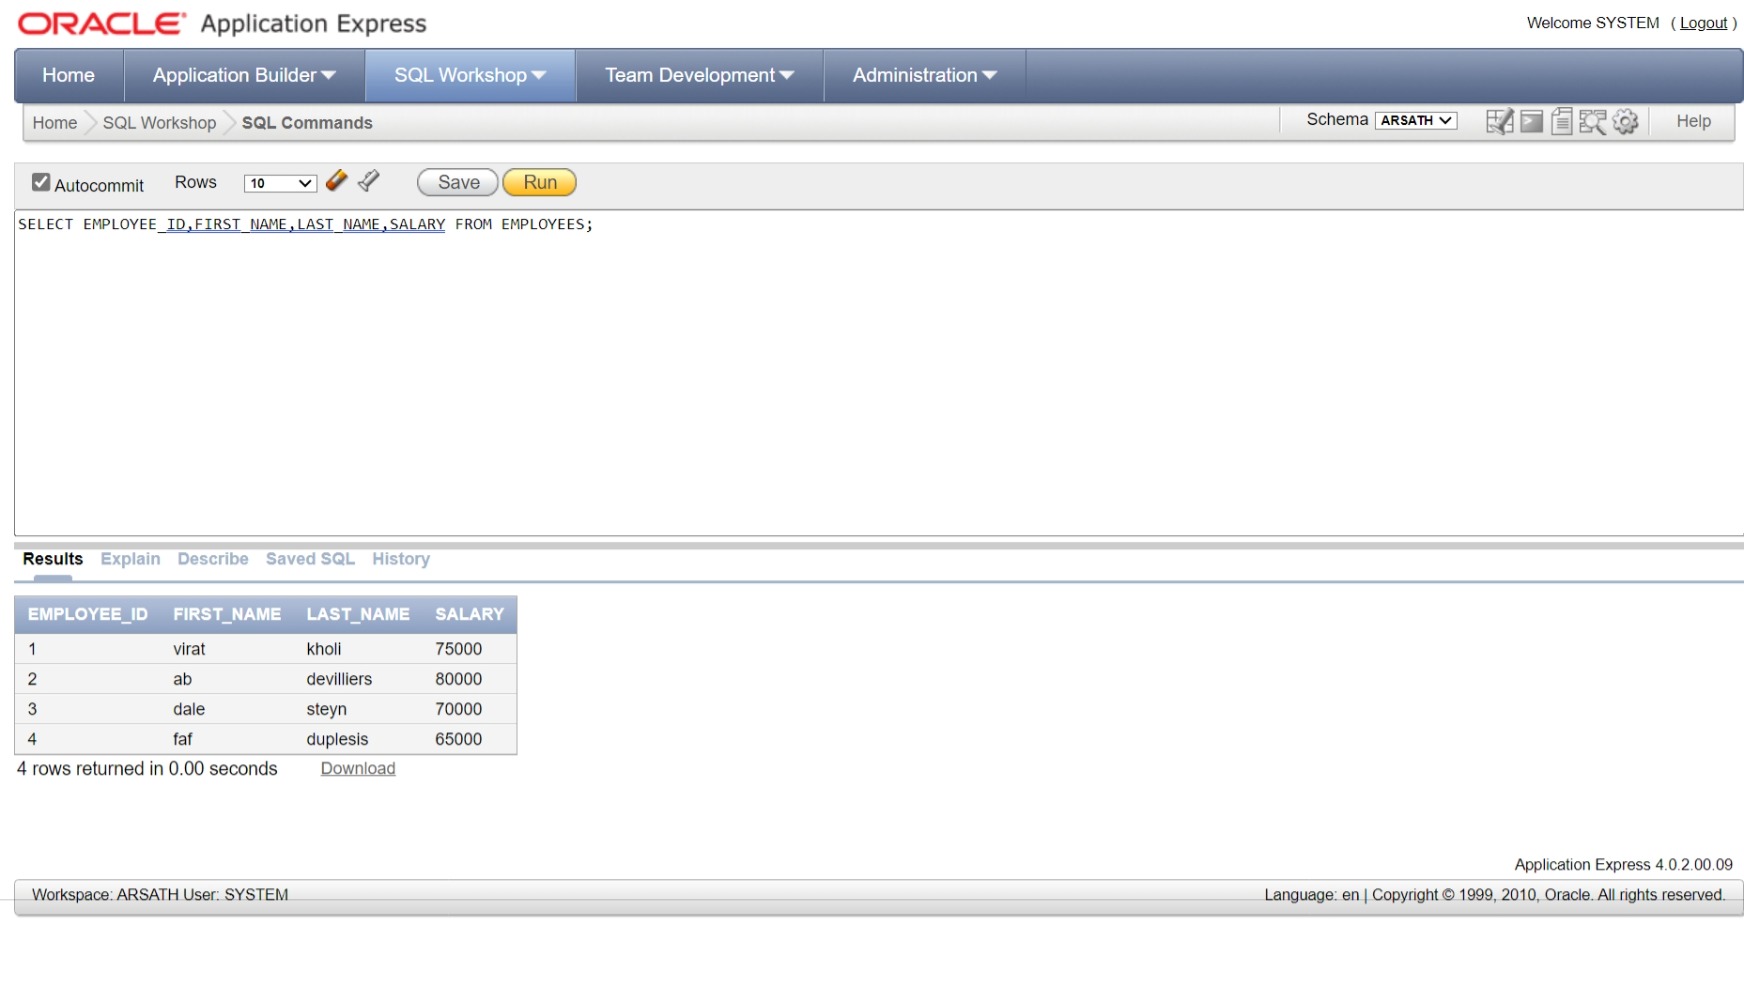 ORACLE Application Express
Welcome SYSTEM ( Logout )
Home Application Builder SQL Workshop Team Development Administration
Home SQL Workshop SQL Commands Schema ARSATH Help
Autocommit Rows 10 Save Run
SELECT EMPLOYEE_ID,FIRST_NAME,LAST_NAME,SALARY FROM EMPLOYEES;
Results Explain Describe Saved SQL History
EMPLOYEE_ID FIRST_NAME LAST_NAME SALARY
1 virat kholi 75000
2 ab devilliers 80000
3 dale steyn 70000
4 faf duplesis 65000
4 rows returned in 0.00 seconds Download
Application Express 4.0.2.00.09
Workspace: ARSATH User: SYSTEM Language: en | Copyright © 1999, 2010, Oracle. All rights reserved.